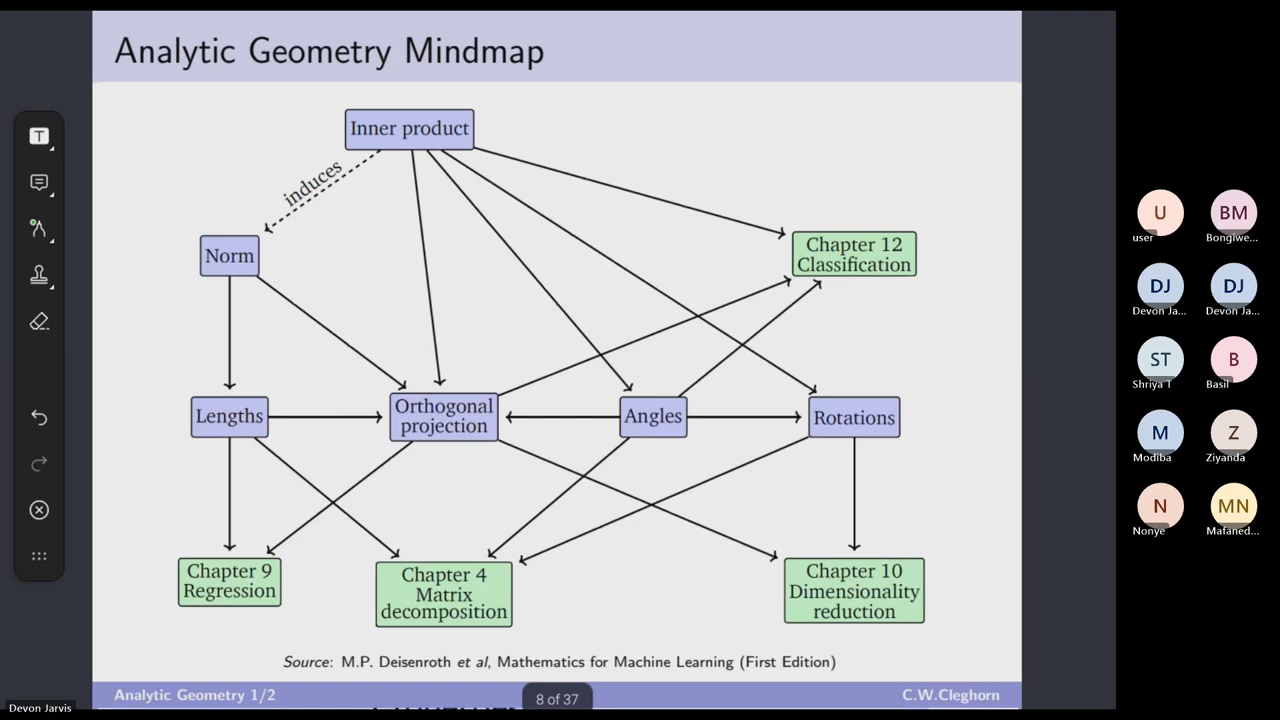 Analytic Geometry Mindmap
T
Inner product
induces
Norm
Chapter 12
Classification
Lengths
Orthogonal
projection
Angles
Rotations
Chapter 9
Regression
Chapter 4
Matrix
decomposition
Chapter 10
Dimensionality
reduction
Source: M.P. Deisenroth et al, Mathematics for Machine Learning (First Edition)
Analytic Geometry 1/2
8 of 37
C.W.Cleghorn
Devon Jarvis
U
user
BM
Bongiwe...
DJ
Devon Ja...
DJ
Devon Ja...
ST
Shriya T
B
Basil
M
Modiba
Z
Ziyanda
N
Nonye
MN
Mafaned...